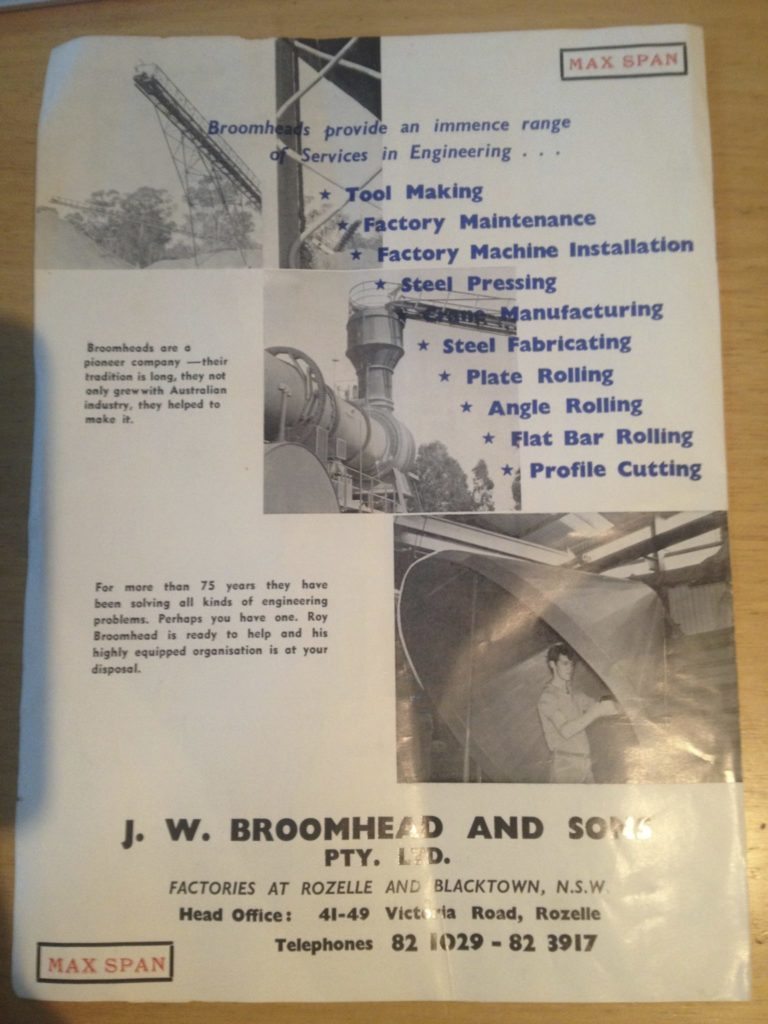 MAX SPAN
Broomheads provide an immence range
of Services in Engineering . . .
★ Tool Making
★ Factory Maintenance
★ Factory Machine Installation
★ Steel Pressing
★ Crane Manufacturing
★ Steel Fabricating
★ Plate Rolling
★ Angle Rolling
★ Flat Bar Rolling
★ Profile Cutting
Broomheads are a
pioneer company —their
tradition is long, they not
only grew with Australian
industry, they helped to
make it.
For more than 75 years they have
been solving all kinds of engineering
problems. Perhaps you have one. Roy
Broomhead is ready to help and his
highly equipped organisation is at your
disposal.
J. W. BROOMHEAD AND SONS
PTY. LTD.
FACTORIES AT ROZELLE AND BLACKTOWN, N.S.W.
Head Office: 41-49 Victoria Road, Rozelle
Telephones 82 1029 - 82 3917
MAX SPAN